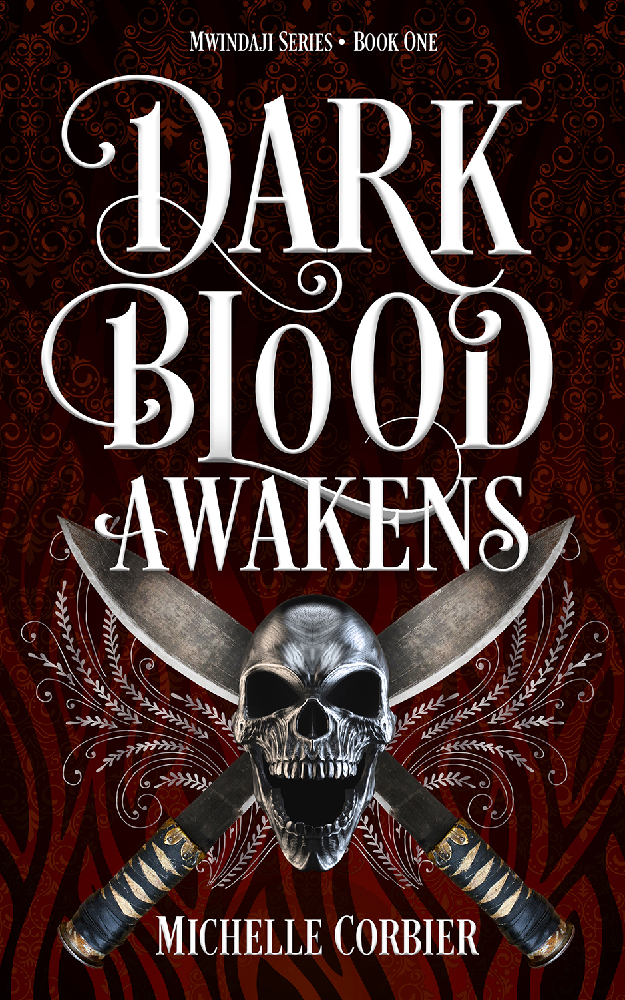 Mwindaji Series • Book One
Dark
Blood
Awakens
Michelle Corbier